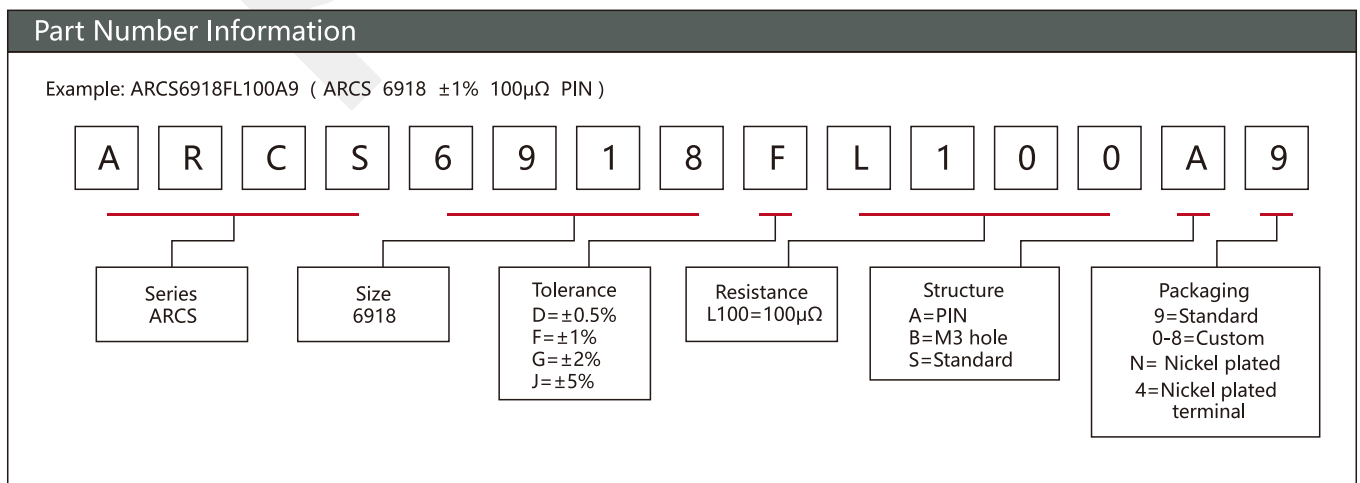 Part Number Information
Example: ARCS6918FL100A9 ( ARCS 6918 ±1% 100μΩ PIN )
A R C S 6 9 1 8 F L 1 0 0 A 9
Series
ARCS
Size
6918
Tolerance
D=±0.5%
F=±1%
G=±2%
J=±5%
Resistance
L100=100μΩ
Structure
A=PIN
B=M3 hole
S=Standard
Packaging
9=Standard
0-8=Custom
N= Nickel plated
4=Nickel plated
terminal